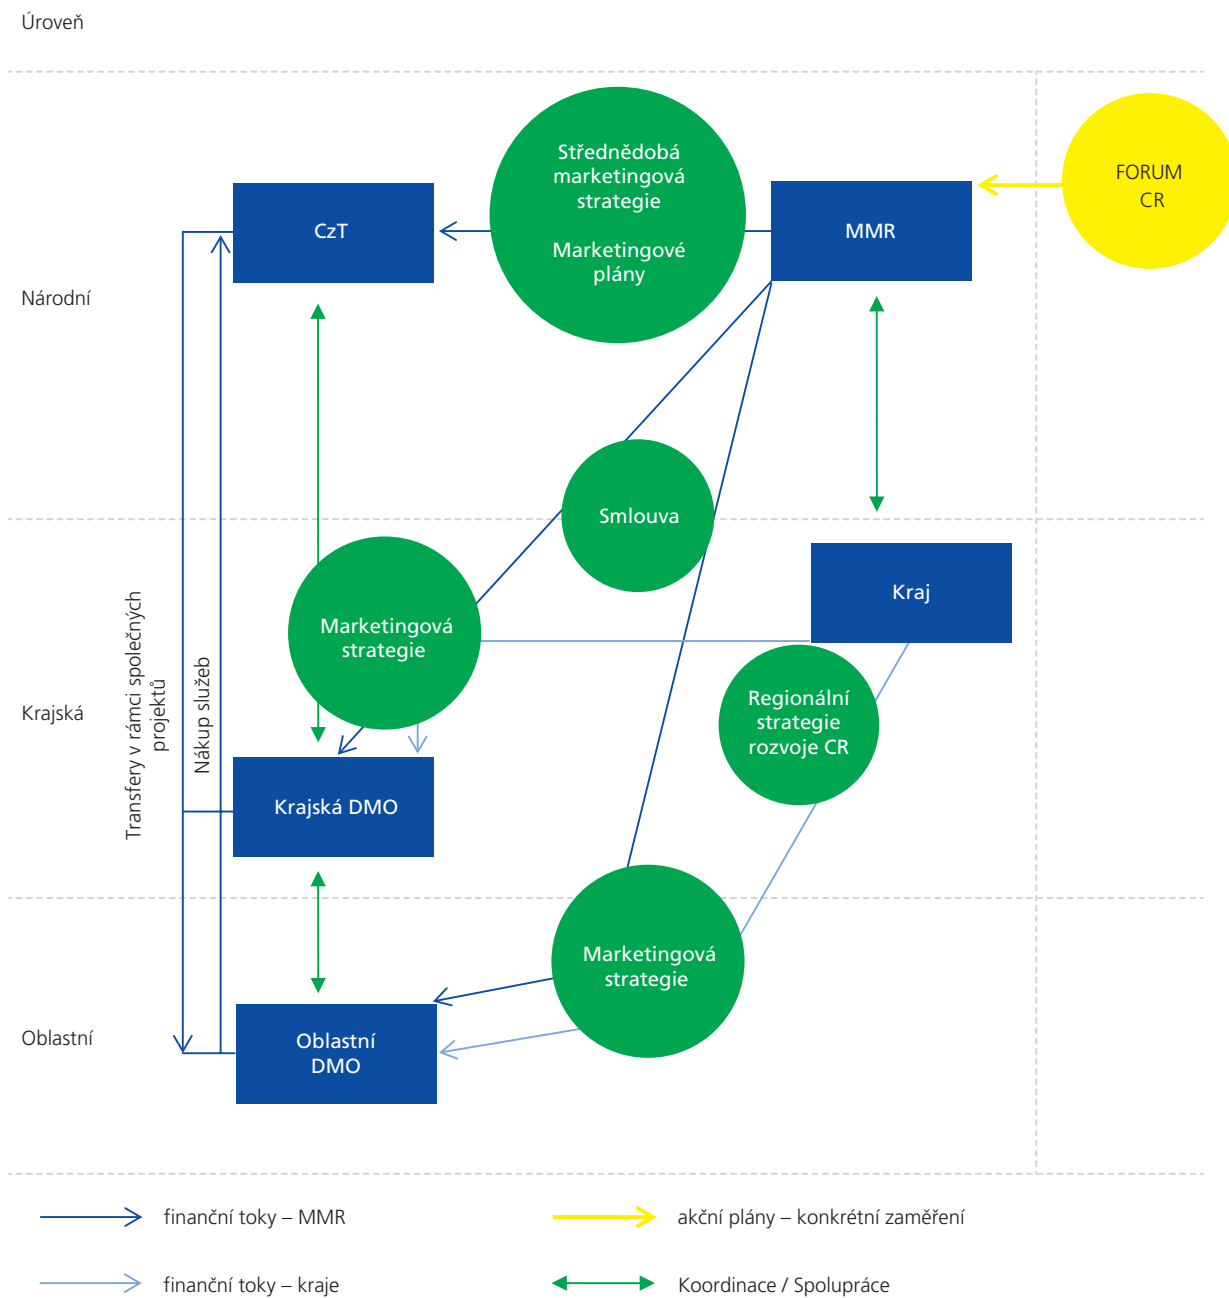 Úroveň
Střednědobá
marketingová
strategie
Marketingové
plány
FORUM
CR
CzT
MMR
Národní
Smlouva
Kraj
Marketingová
strategie
Transfery v rámci společných
projektů
Nákup služeb
Regionální
strategie
rozvoje CR
Krajská
Krajská DMO
Marketingová
strategie
Oblastní
Oblastní
DMO
finanční toky – MMR
akční plány – konkrétní zaměření
finanční toky – kraje
Koordinace / Spolupráce